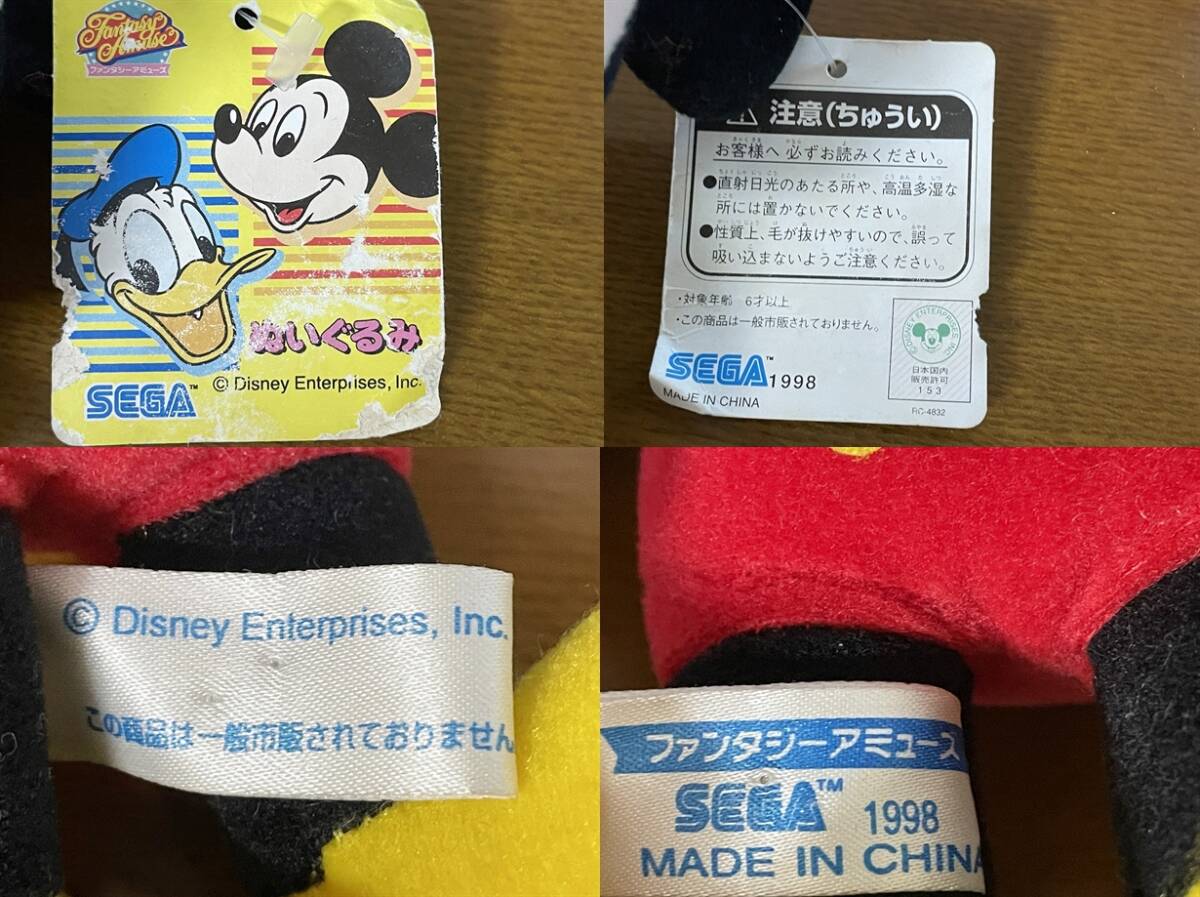 Fantasy
Amuse
ファンタジーアミューズ
ぬいぐるみ
SEGA™
© Disney Enterprises, Inc.
注意(ちゅうい)
お客様へ 必ずお読みください。
●直射日光のあたる所や、高温多湿な
所には置かないでください。
●性質上、毛が抜けやすいので、誤って
吸い込まないようご注意ください。
・対象年齢 6才以上
・この商品は一般市販されておりません。
SEGA™ 1998
MADE IN CHINA
©DISNEY ENTERPRISES, INC.
日本国内
販売許可
153
RC-4832
© Disney Enterprises, Inc.
この商品は一般市販されておりません
ファンタジーアミューズ
SEGA™ 1998
MADE IN CHINA